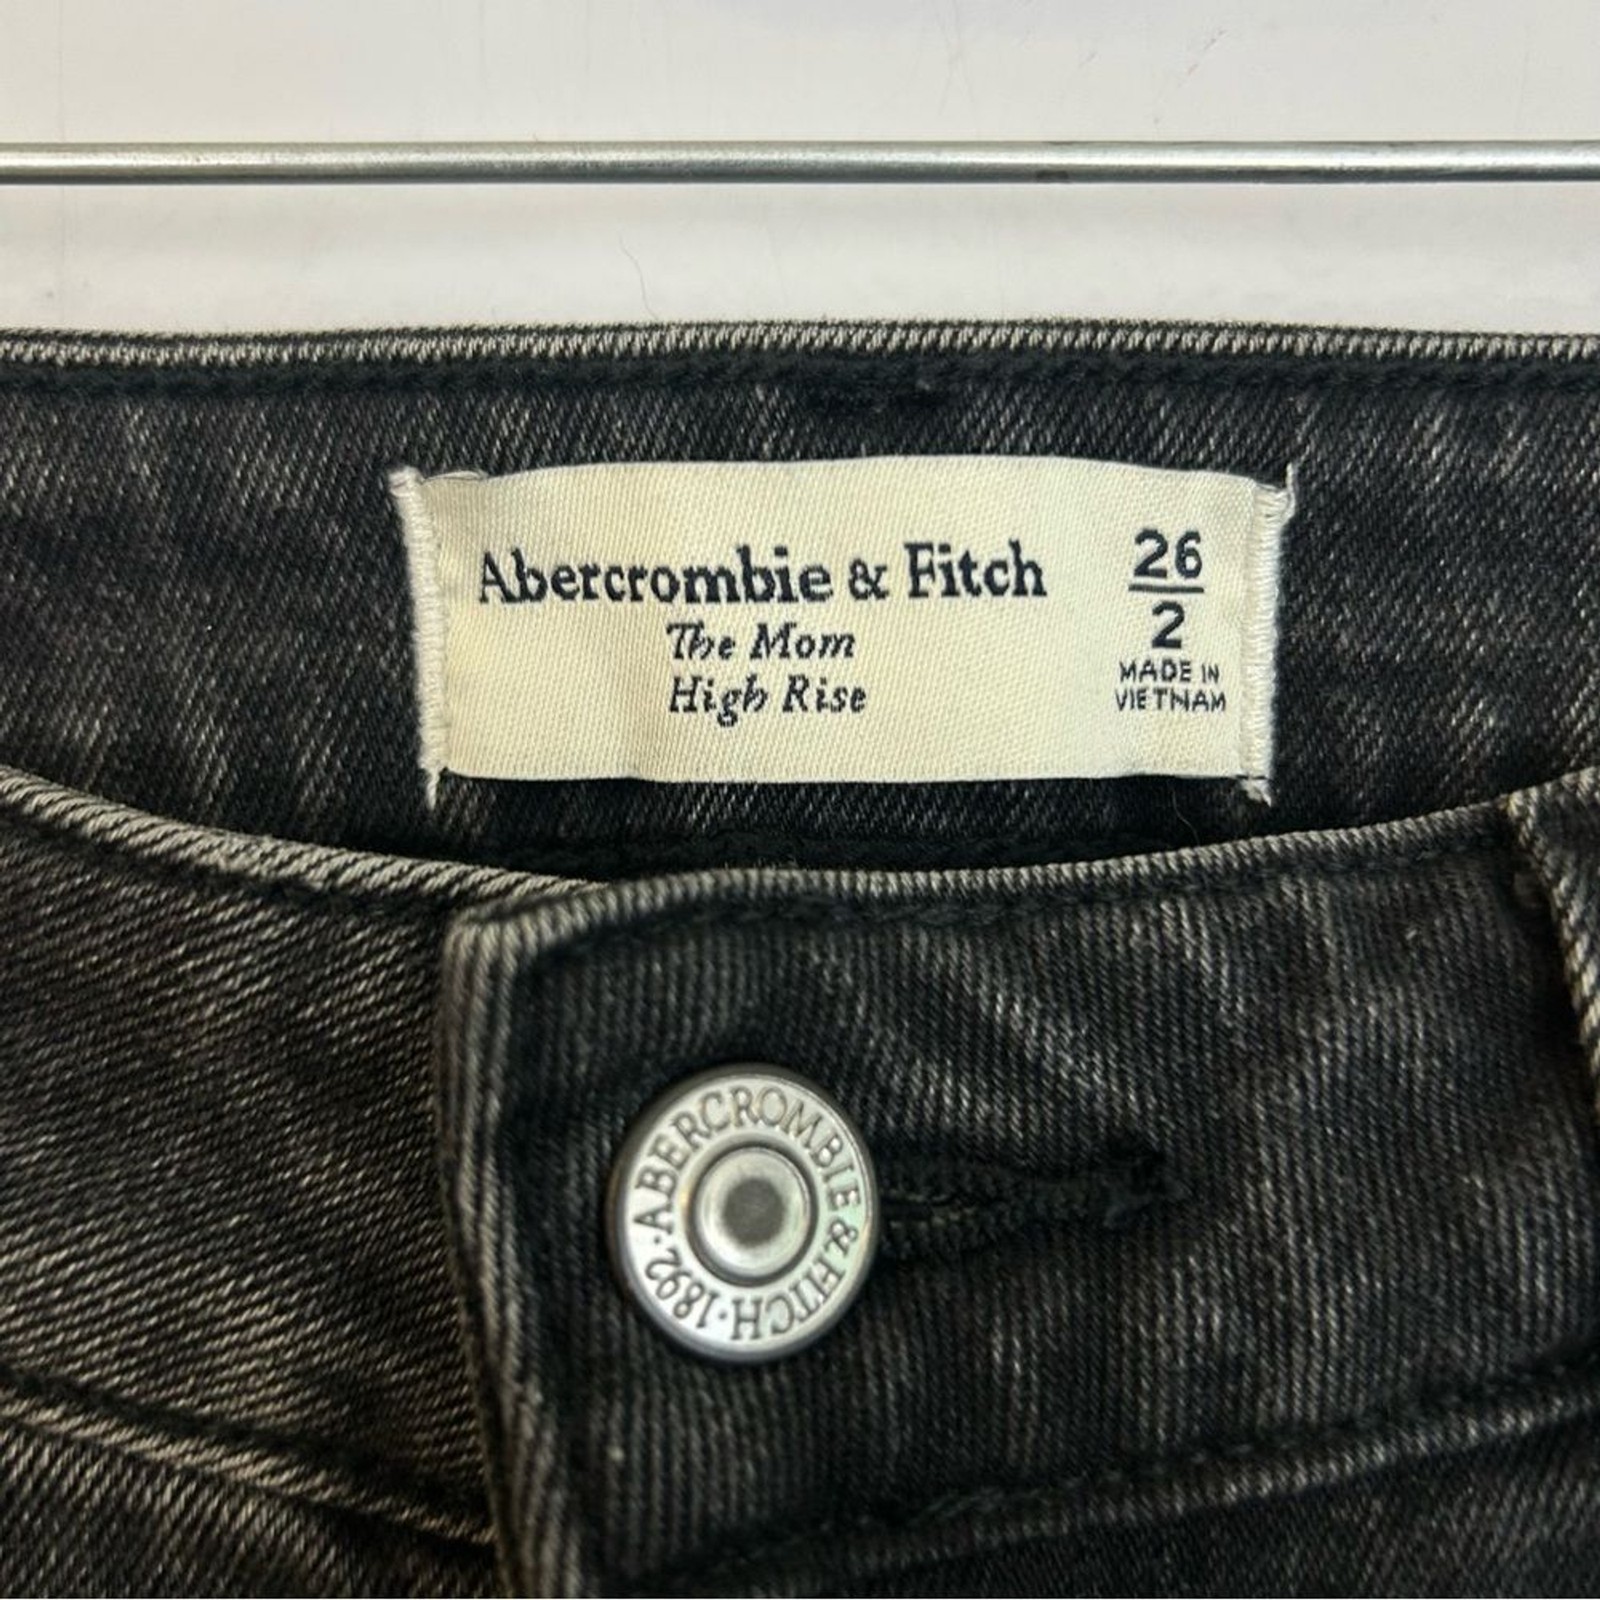 Abercrombie & Fitch
The Mom
High Rise
26
2
MADE IN
VIETNAM
ABERCROMBIE & FITCH · 1892 ·